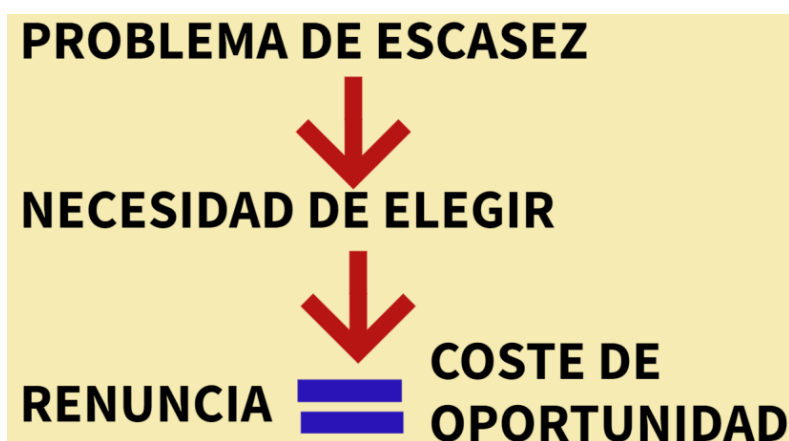 PROBLEMA DE ESCASEZ
NECESIDAD DE ELEGIR
RENUNCIA
COSTE DE
OPORTUNIDAD